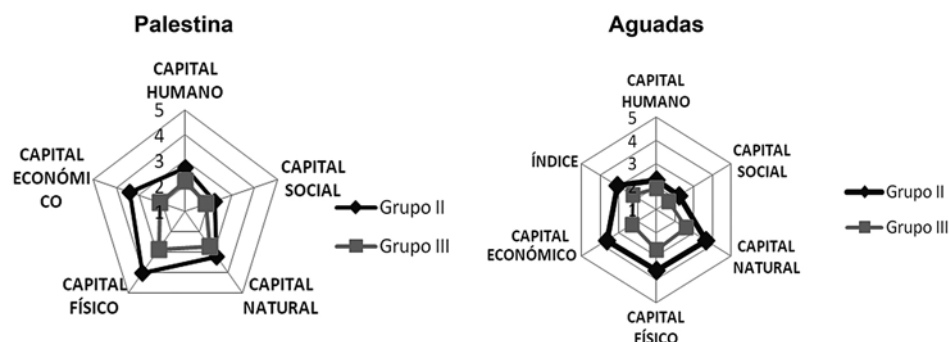 Palestina
CAPITAL
HUMANO
5
4
3
2
1
CAPITAL
SOCIAL
CAPITAL
NATURAL
CAPITAL
FÍSICO
CAPITAL
ECONÓMI
CO
Grupo II
Grupo III
Aguadas
CAPITAL
HUMANO
5
4
3
2
1
CAPITAL
SOCIAL
CAPITAL
NATURAL
CAPITAL
FÍSICO
CAPITAL
ECONÓMICO
ÍNDICE
Grupo II
Grupo III